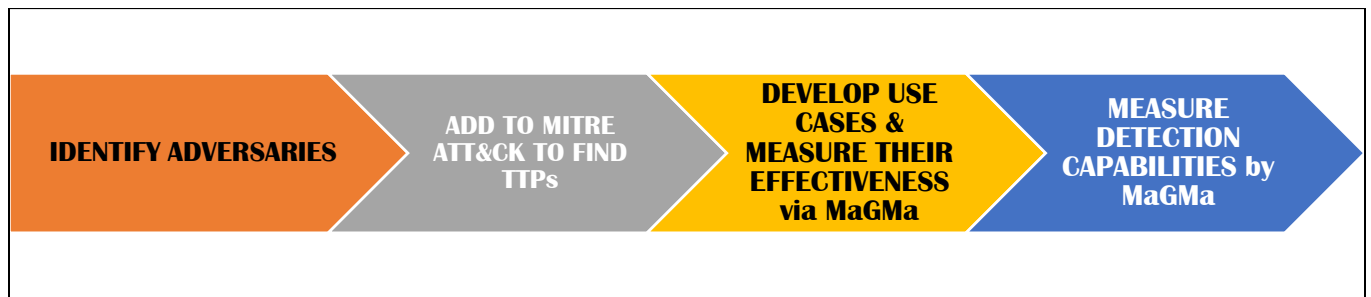 IDENTIFY ADVERSARIES
ADD TO MITRE
ATT&CK TO FIND
TTPs
DEVELOP USE
CASES &
MEASURE THEIR
EFFECTIVENESS
via MaGMa
MEASURE
DETECTION
CAPABILITIES by
MaGMa